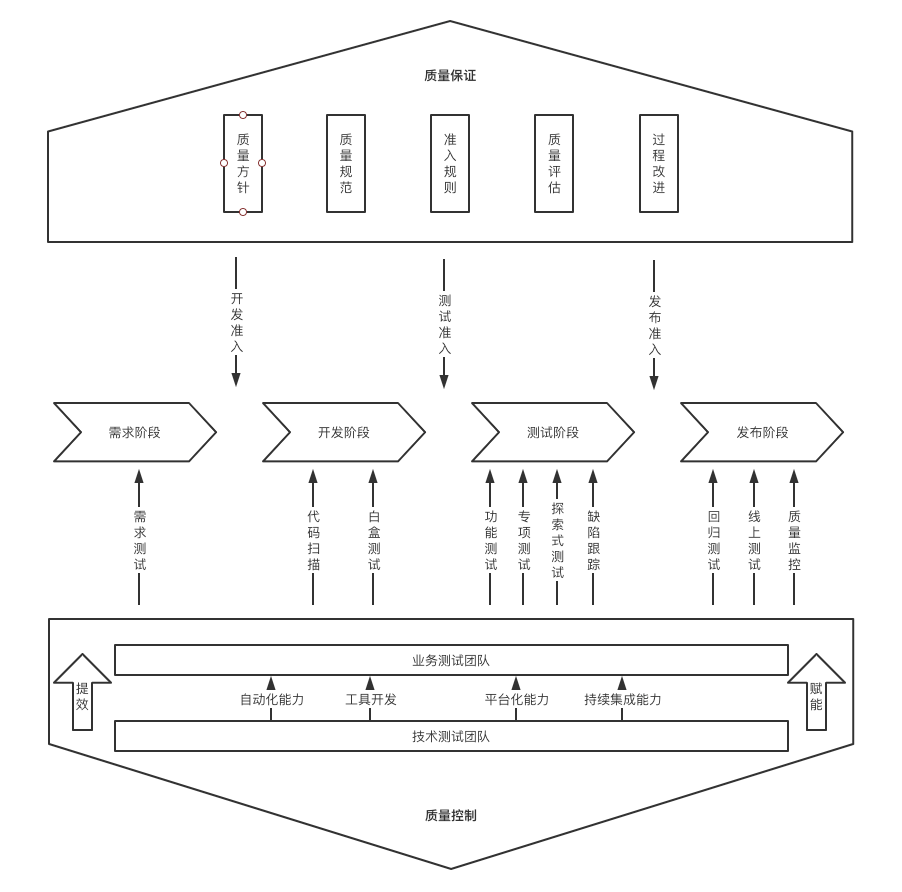 质量保证
质量方针
质量规范
准入规则
质量评估
过程改进
开发准入
测试准入
发布准入
需求阶段
开发阶段
测试阶段
发布阶段
需求测试
代码扫描
白盒测试
功能测试
专项测试
探索式测试
缺陷跟踪
回归测试
线上测试
质量监控
业务测试团队
提效
赋能
自动化能力
工具开发
平台化能力
持续集成能力
技术测试团队
质量控制